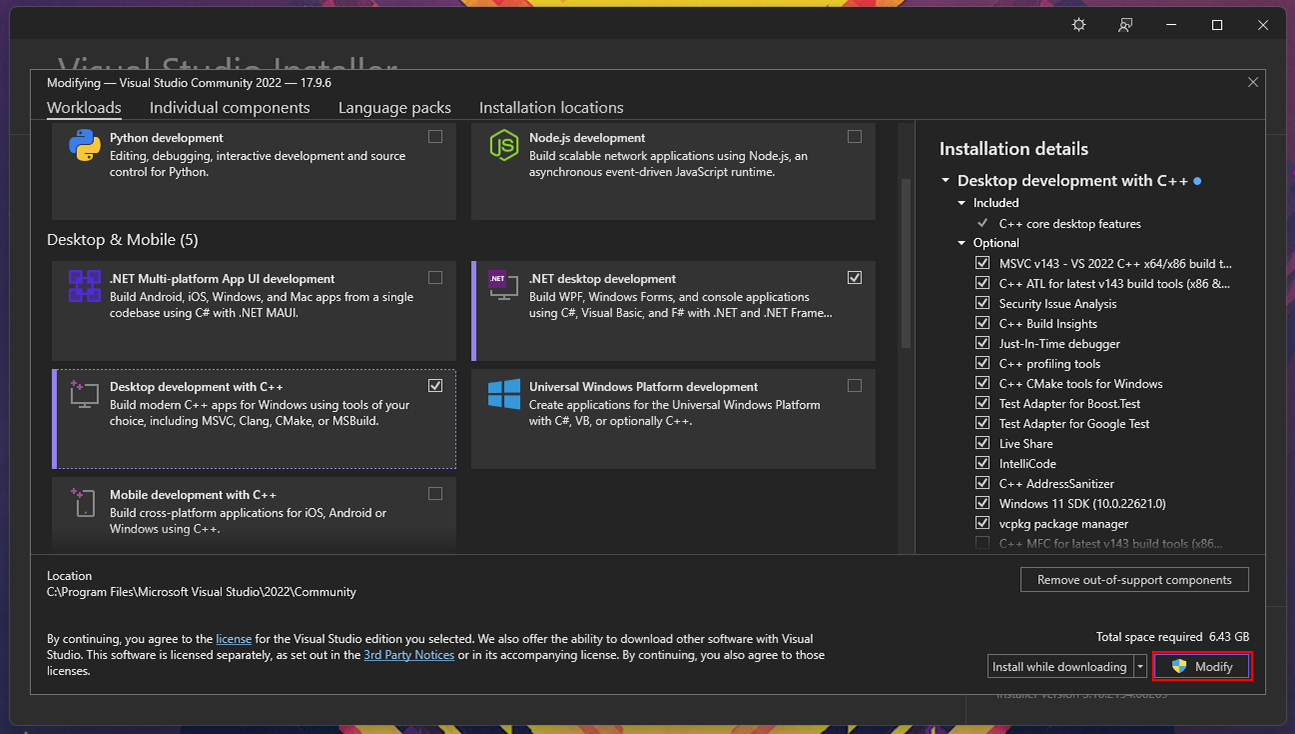 Visual Studio Installer
Modifying — Visual Studio Community 2022 — 17.9.6
Workloads
Individual components
Language packs
Installation locations
Python development
Editing, debugging, interactive development and source
control for Python.
Node.js development
Build scalable network applications using Node.js, an
asynchronous event-driven JavaScript runtime.
Desktop & Mobile (5)
.NET Multi-platform App UI development
Build Android, iOS, Windows, and Mac apps from a single
codebase using C# with .NET MAUI.
.NET
.NET desktop development
Build WPF, Windows Forms, and console applications
using C#, Visual Basic, and F# with .NET and .NET Frame...
Desktop development with C++
Build modern C++ apps for Windows using tools of your
choice, including MSVC, Clang, CMake, or MSBuild.
Universal Windows Platform development
Create applications for the Universal Windows Platform
with C#, VB, or optionally C++.
Mobile development with C++
Build cross-platform applications for iOS, Android or
Windows using C++.
Installation details
Desktop development with C++
Included
C++ core desktop features
Optional
MSVC v143 - VS 2022 C++ x64/x86 build t...
C++ ATL for latest v143 build tools (x86 &...
Security Issue Analysis
C++ Build Insights
Just-In-Time debugger
C++ profiling tools
C++ CMake tools for Windows
Test Adapter for Boost.Test
Test Adapter for Google Test
Live Share
IntelliCode
C++ AddressSanitizer
Windows 11 SDK (10.0.22621.0)
vcpkg package manager
C++ MFC for latest v143 build tools (x86...
Location
C:\Program Files\Microsoft Visual Studio\2022\Community
Remove out-of-support components
By continuing, you agree to the license for the Visual Studio edition you selected. We also offer the ability to download other software with Visual
Studio. This software is licensed separately, as set out in the 3rd Party Notices or in its accompanying license. By continuing, you also agree to those
licenses.
Total space required 6.43 GB
Install while downloading
Modify